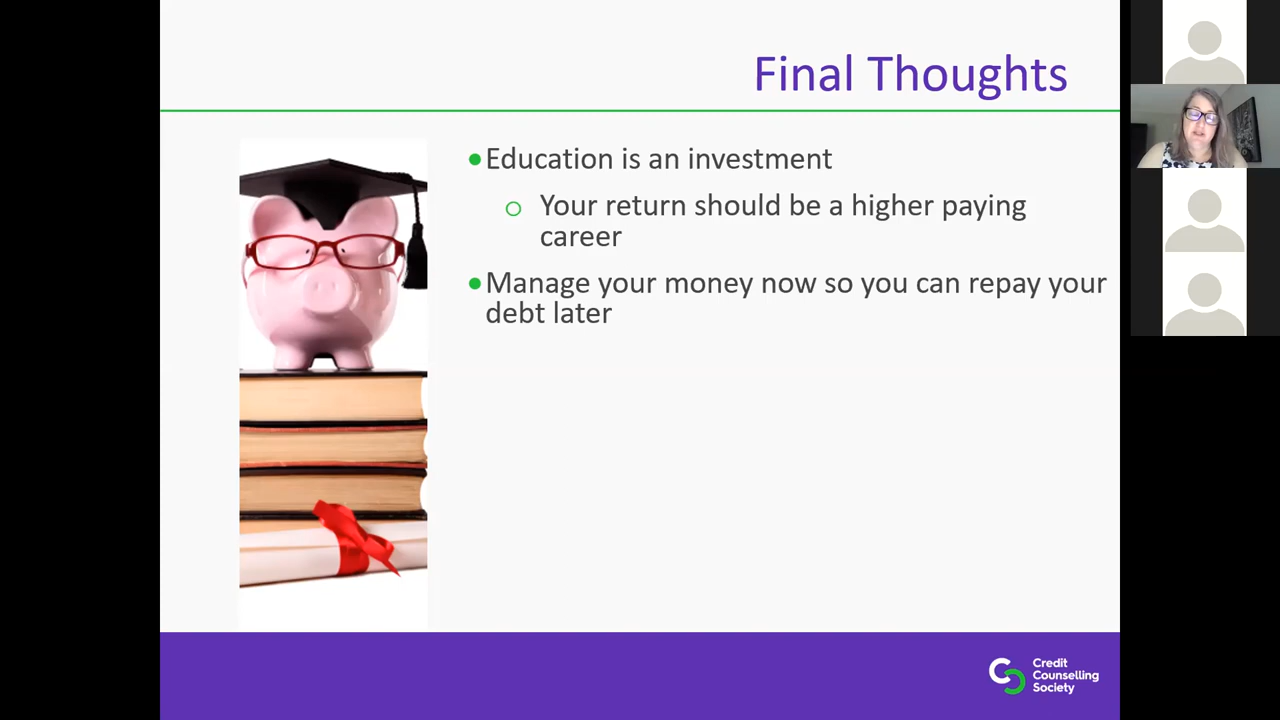 Final Thoughts
Education is an investment
Your return should be a higher paying
career
Manage your money now so you can repay your
debt later
Credit
Counselling
Society